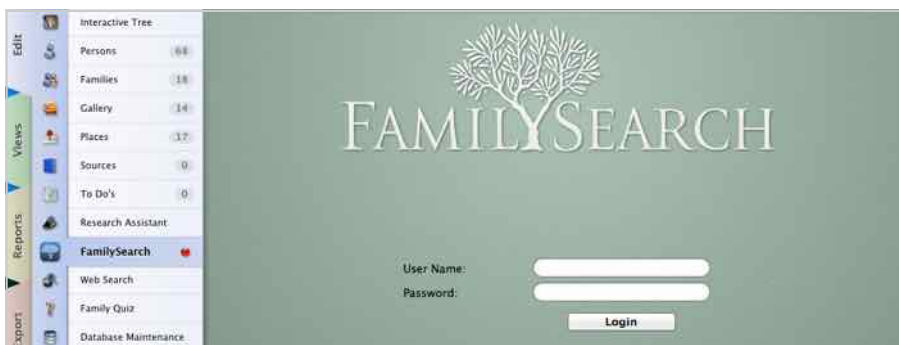 Edit
Views
Reports
xport
Interactive Tree
Persons 68
Families 18
Gallery 14
Places 17
Sources 0
To Do's 0
Research Assistant
FamilySearch
Web Search
Family Quiz
Database Maintenance
FAMILYSEARCH
User Name:
Password:
Login